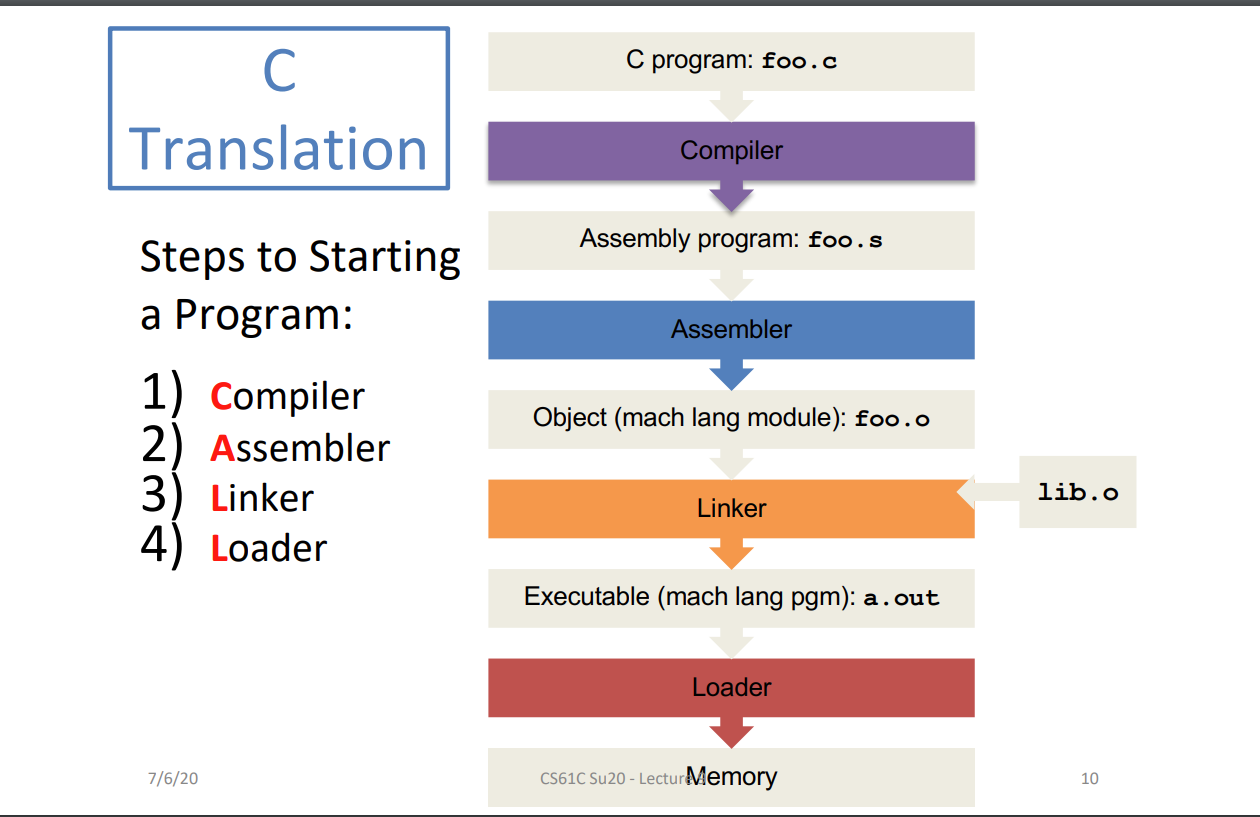 C
Translation
Steps to Starting
a Program:
1) Compiler
2) Assembler
3) Linker
4) Loader
C program: foo.c
Compiler
Assembly program: foo.s
Assembler
Object (mach lang module): foo.o
Linker
lib.o
Executable (mach lang pgm): a.out
Loader
Memory
7/6/20
CS61C Su20 - Lecture
10